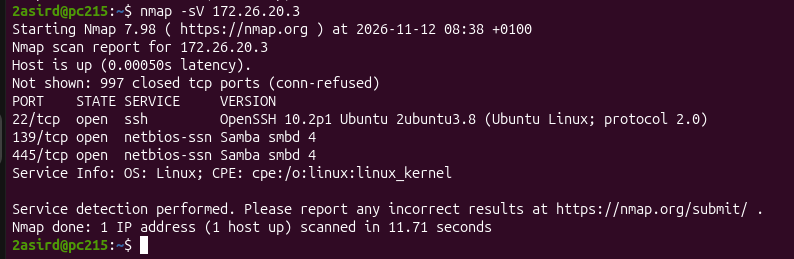 2asird@pc215:~$ nmap -sV 172.26.20.3
Starting Nmap 7.98 ( https://nmap.org ) at 2026-11-12 08:38 +0100
Nmap scan report for 172.26.20.3
Host is up (0.00050s latency).
Not shown: 997 closed tcp ports (conn-refused)
PORT    STATE SERVICE     VERSION
22/tcp  open  ssh         OpenSSH 10.2p1 Ubuntu 2ubuntu3.8 (Ubuntu Linux; protocol 2.0)
139/tcp open  netbios-ssn Samba smbd 4
445/tcp open  netbios-ssn Samba smbd 4
Service Info: OS: Linux; CPE: cpe:/o:linux:linux_kernel
Service detection performed. Please report any incorrect results at https://nmap.org/submit/ .
Nmap done: 1 IP address (1 host up) scanned in 11.71 seconds
2asird@pc215:~$